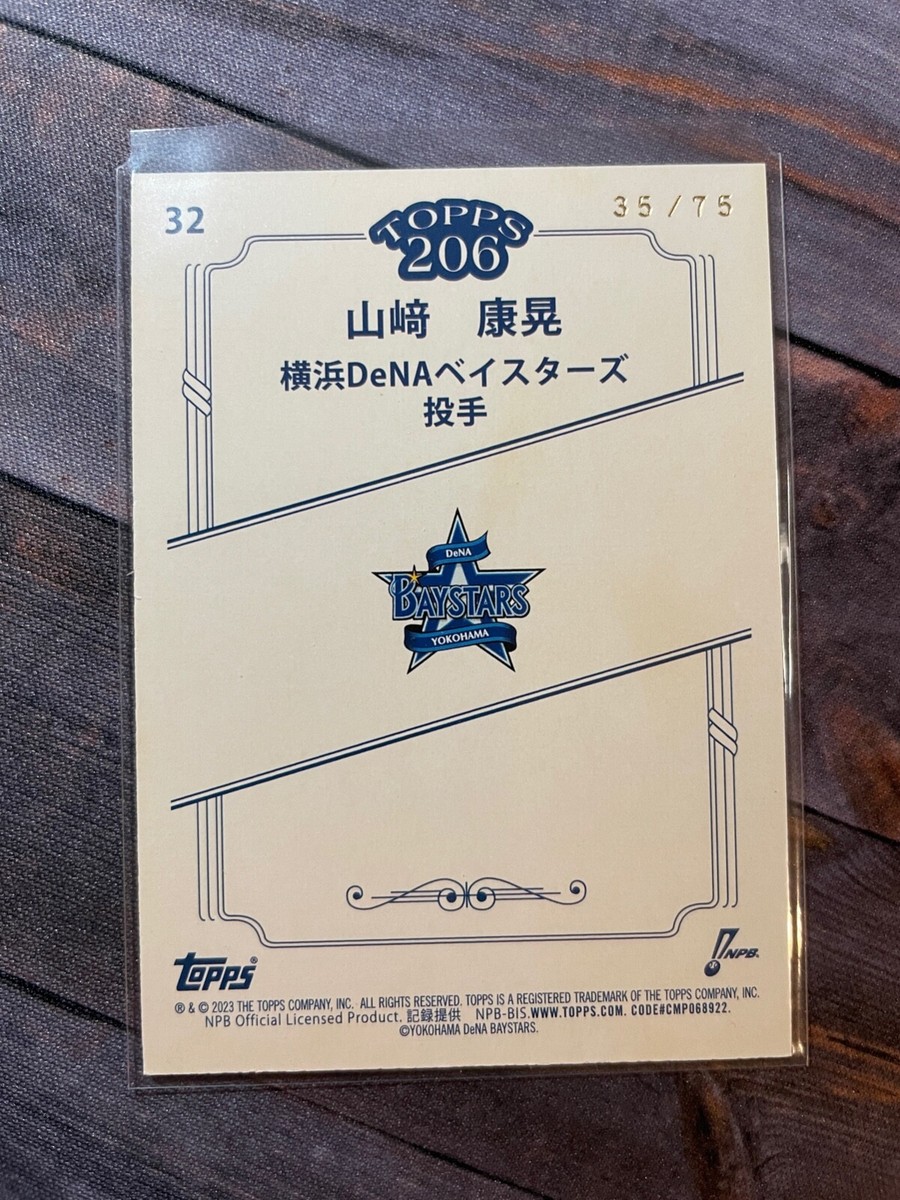 32
35/75
TOPPS
206
山﨑 康晃
横浜DeNAベイスターズ
投手
DeNA
BAYSTARS
YOKOHAMA
topps®
NPB.
® & © 2023 THE TOPPS COMPANY, INC. ALL RIGHTS RESERVED. TOPPS IS A REGISTERED TRADEMARK OF THE TOPPS COMPANY, INC.
NPB Official Licensed Product. 記録提供 NPB-BIS.WWW.TOPPS.COM. CODE#CMP068922.
©YOKOHAMA DeNA BAYSTARS.